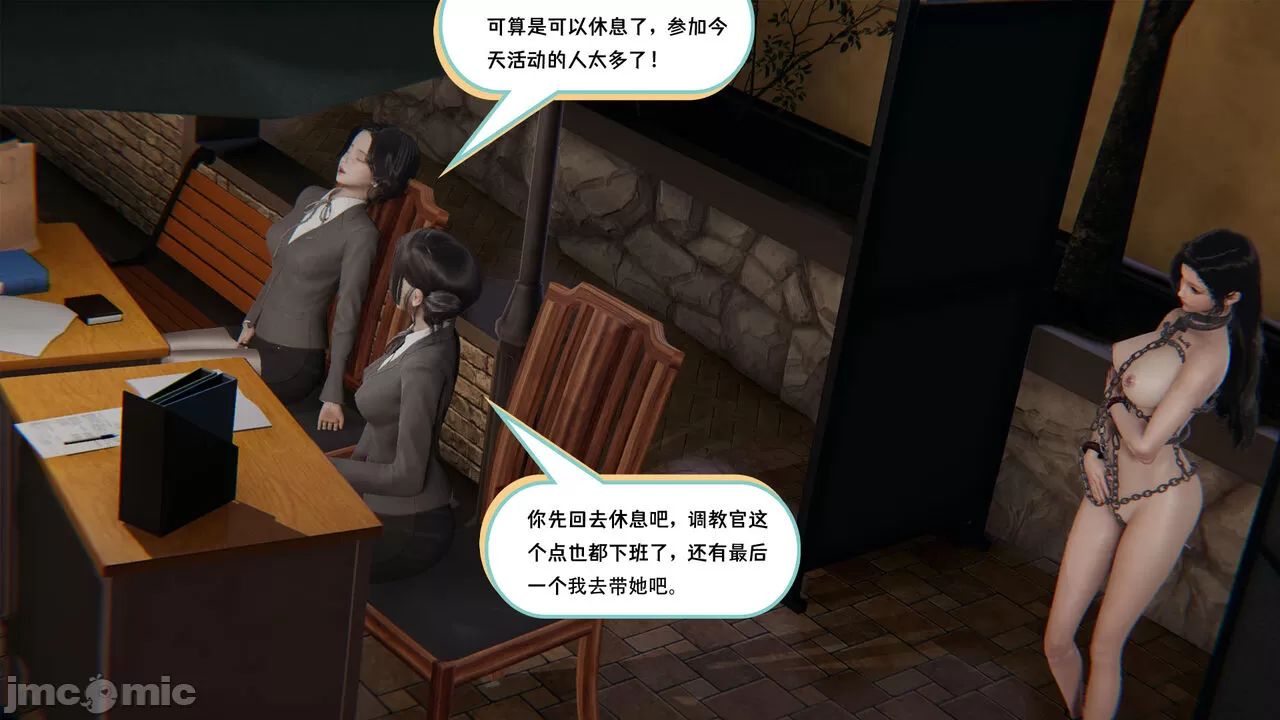 可算是可以休息了，参加今
天活动的人太多了！
你先回去休息吧，调教官这
个点也都下班了，还有最后
一个我去带她吧。
jmcomic